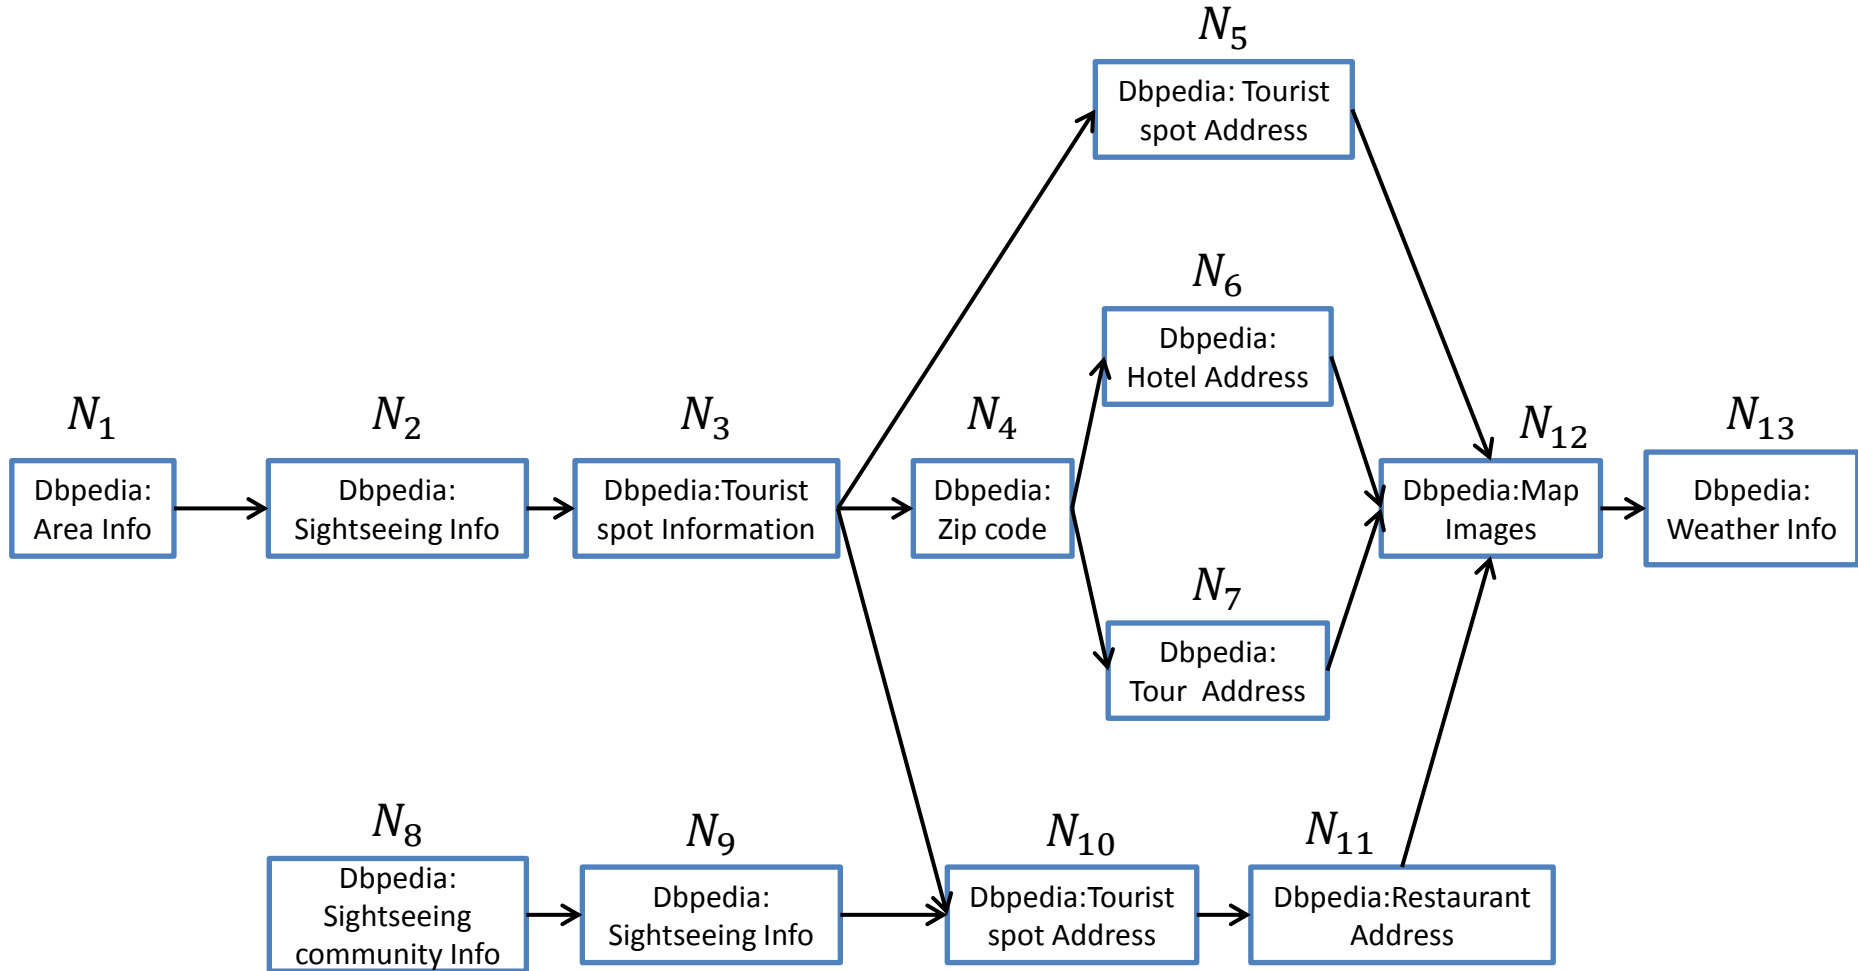 N5
Dbpedia: Tourist
spot Address
N6
Dbpedia:
Hotel Address
N1
Dbpedia:
Area Info
N2
Dbpedia:
Sightseeing Info
N3
Dbpedia:Tourist
spot Information
N4
Dbpedia:
Zip code
N12
Dbpedia:Map
Images
N13
Dbpedia:
Weather Info
N7
Dbpedia:
Tour Address
N8
Dbpedia:
Sightseeing
community Info
N9
Dbpedia:
Sightseeing Info
N10
Dbpedia:Tourist
spot Address
N11
Dbpedia:Restaurant
Address